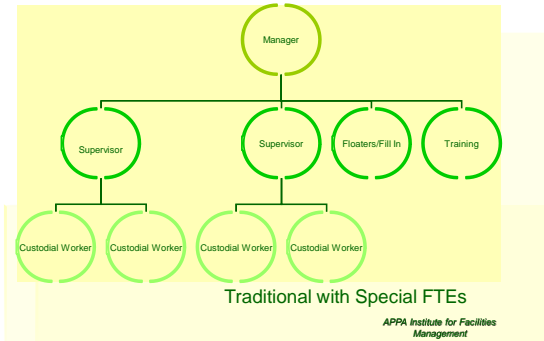 Manager
Supervisor
Supervisor
Floaters/Fill In
Training
Custodial Worker
Custodial Worker
Custodial Worker
Custodial Worker
Traditional with Special FTEs
APPA Institute for Facilities
Management